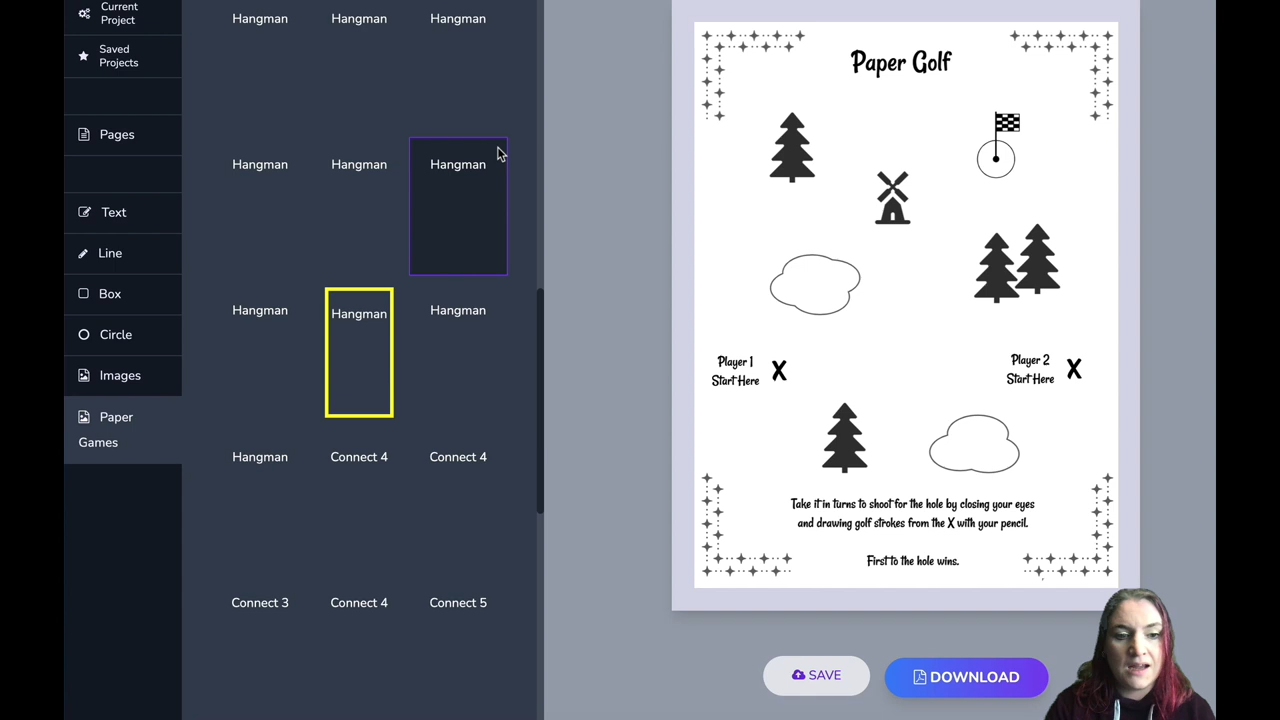 Current
Project
Saved
Projects
Pages
Text
Line
Box
Circle
Images
Paper
Games
Hangman Hangman Hangman
Hangman Hangman Hangman
Hangman Hangman Hangman
Hangman Connect 4 Connect 4
Connect 3 Connect 4 Connect 5
Paper Golf
Player 1
Start Here
X
Player 2
Start Here
X
Take it in turns to shoot for the hole by closing your eyes
and drawing golf strokes from the X with your pencil.
First to the hole wins.
SAVE
DOWNLOAD